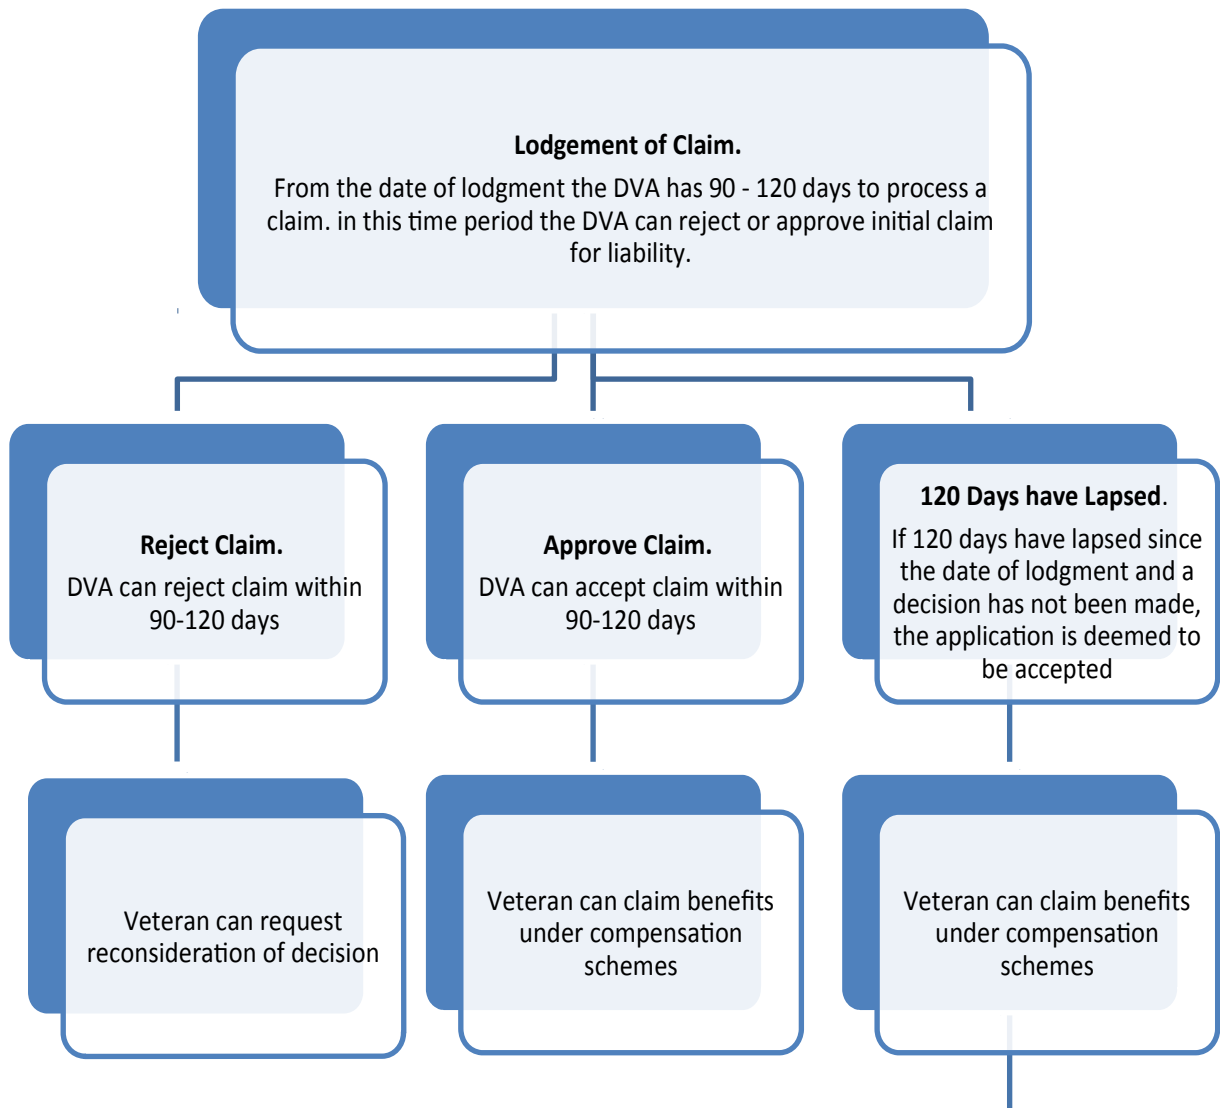 Lodgement of Claim.
From the date of lodgment the DVA has 90 - 120 days to process a
claim. in this time period the DVA can reject or approve initial claim
for liability.
Reject Claim.
DVA can reject claim within
90-120 days
Approve Claim.
DVA can accept claim within
90-120 days
120 Days have Lapsed.
If 120 days have lapsed since
the date of lodgment and a
decision has not been made,
the application is deemed to
be accepted
Veteran can request
reconsideration of decision
Veteran can claim benefits
under compensation
schemes
Veteran can claim benefits
under compensation
schemes